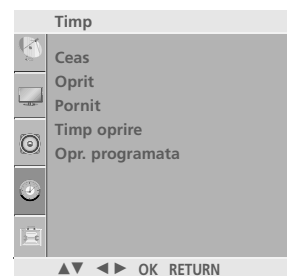 Timp
Ceas
Oprit
Pornit
Timp oprire
Opr. programata
▲▼ ◄► OK RETURN